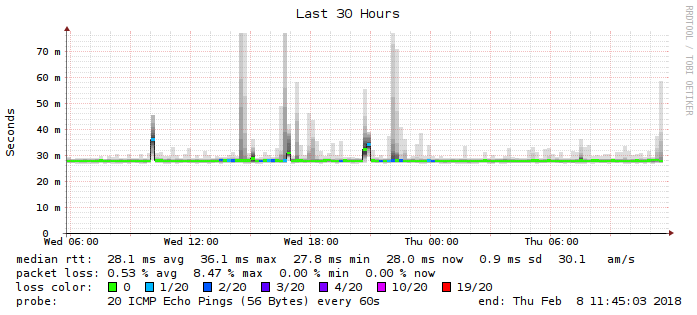 Last 30 Hours
RRDTOOL / TOBI OETIKER
Seconds
70 m
60 m
50 m
40 m
30 m
20 m
10 m
0
Wed 06:00 Wed 12:00 Wed 18:00 Thu 00:00 Thu 06:00
median rtt: 28.1 ms avg 36.1 ms max 27.8 ms min 28.0 ms now 0.9 ms sd 30.1 am/s
packet loss: 0.53 % avg 8.47 % max 0.00 % min 0.00 % now
loss color: 0 1/20 2/20 3/20 4/20 10/20 19/20
probe: 20 ICMP Echo Pings (56 Bytes) every 60s end: Thu Feb 8 11:45:03 2018